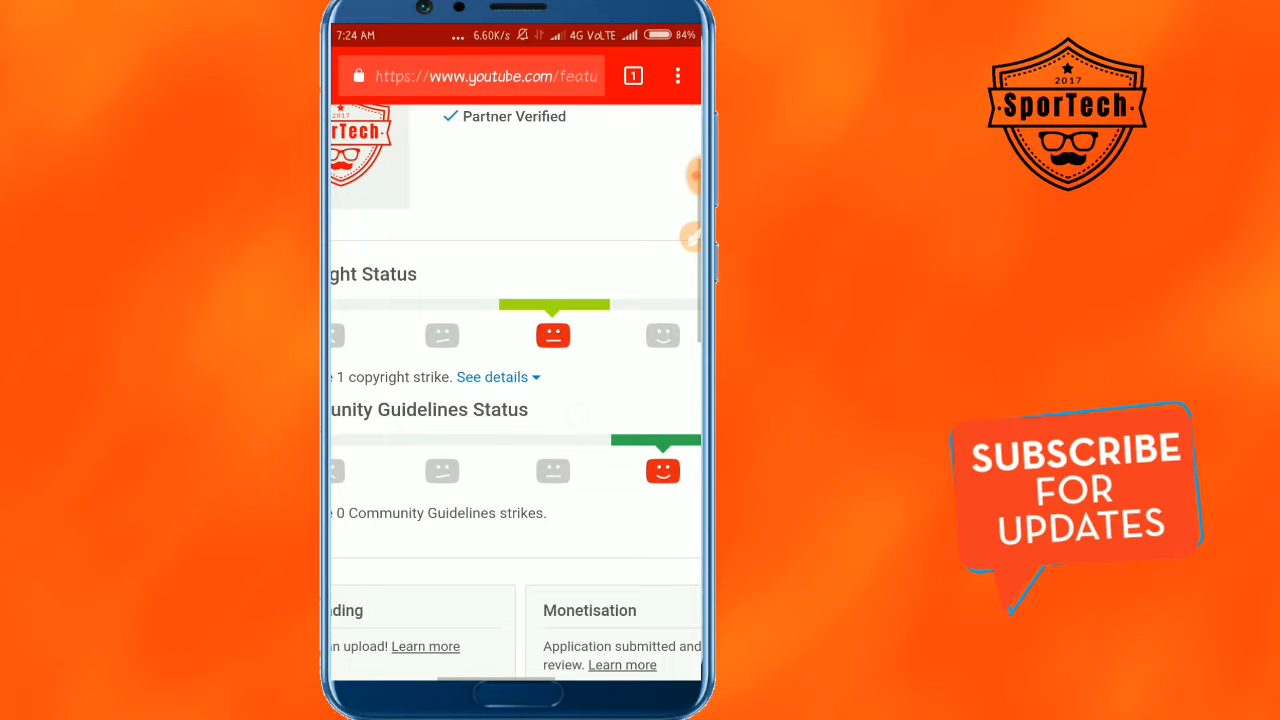 7:24 AM
... 6.60K/s 4G VoLTE 84%
https://www.youtube.com/featu
1
2017
rTech
Partner Verified
ght Status
1 copyright strike. See details
unity Guidelines Status
0 Community Guidelines strikes.
ding
n upload! Learn more
Monetisation
Application submitted and
review. Learn more
2017
SporTech
SUBSCRIBE
FOR
UPDATES